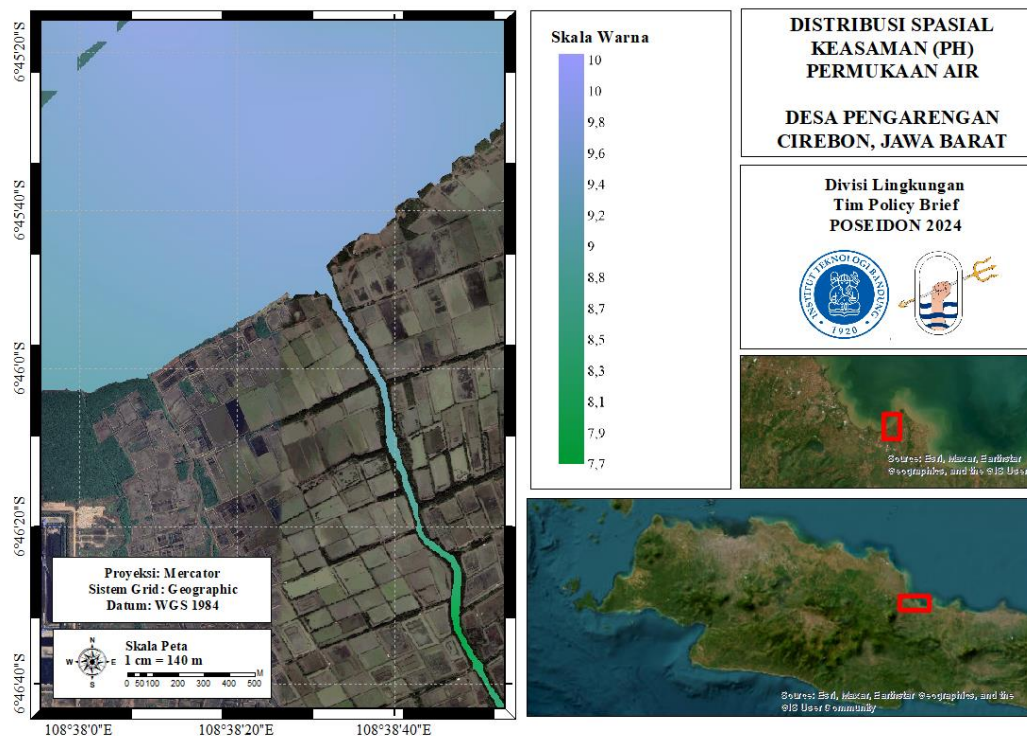 6°45'20"S
6°45'40"S
6°46'0"S
6°46'20"S
6°46'40"S
108°38'0"E
108°38'20"E
108°38'40"E
Proyeksi: Mercator
Sistem Grid: Geographic
Datum: WGS 1984
N
W
E
S
Skala Peta
1 cm = 140 m
M
0 50 100 200 300 400 500
Skala Warna
10
10
9,8
9,6
9,4
9,2
9
8,8
8,7
8,5
8,3
8,1
7,9
7,7
DISTRIBUSI SPASIAL
KEASAMAN (PH)
PERMUKAAN AIR
DESA PENGARENGAN
CIREBON, JAWA BARAT
Divisi Lingkungan
Tim Policy Brief
POSEIDON 2024
INSTITUT TEKNOLOGI BANDUNG
1920
Source: Esri, Maxar, Earthstar
Geographics, and the GIS User
Source: Esri, Maxar, Earthstar Geographics, and the
GIS User Community